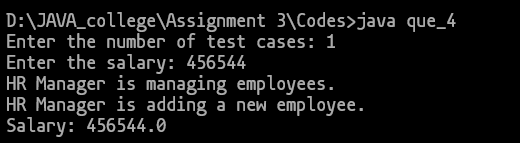 D:\JAVA_college\Assignment 3\Codes>java que_4
Enter the number of test cases: 1
Enter the salary: 456544
HR Manager is managing employees.
HR Manager is adding a new employee.
Salary: 456544.0